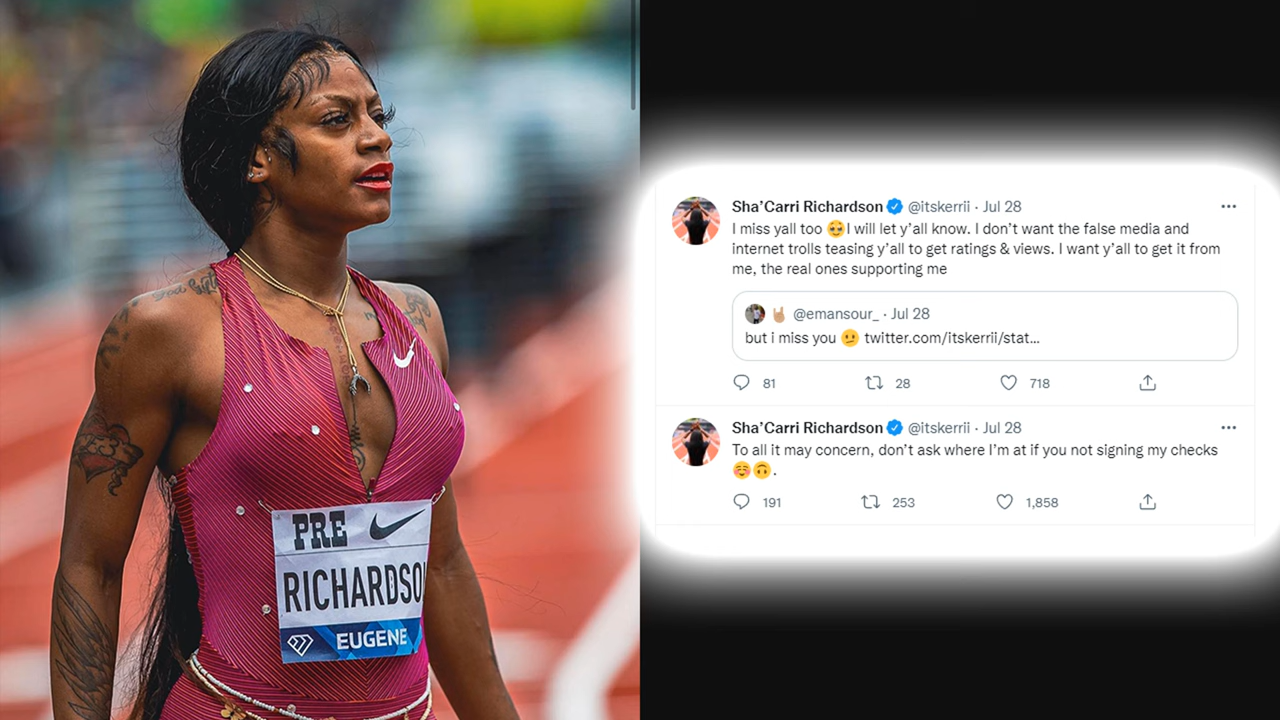 PRE
RICHARDSO
EUGENE
Sha’Carri Richardson @itskerii · Jul 28
I miss yall too 🥹I will let y’all know. I don’t want the false media and
internet trolls teasing y’all to get ratings & views. I want y’all to get it from
me, the real ones supporting me
🤘🏼 @emansour_ · Jul 28
but i miss you 🫤 twitter.com/itskerii/stat...
81 28 718
Sha’Carri Richardson @itskerii · Jul 28
To all it may concern, don’t ask where I’m at if you not signing my checks
☺️🙃.
191 253 1,858